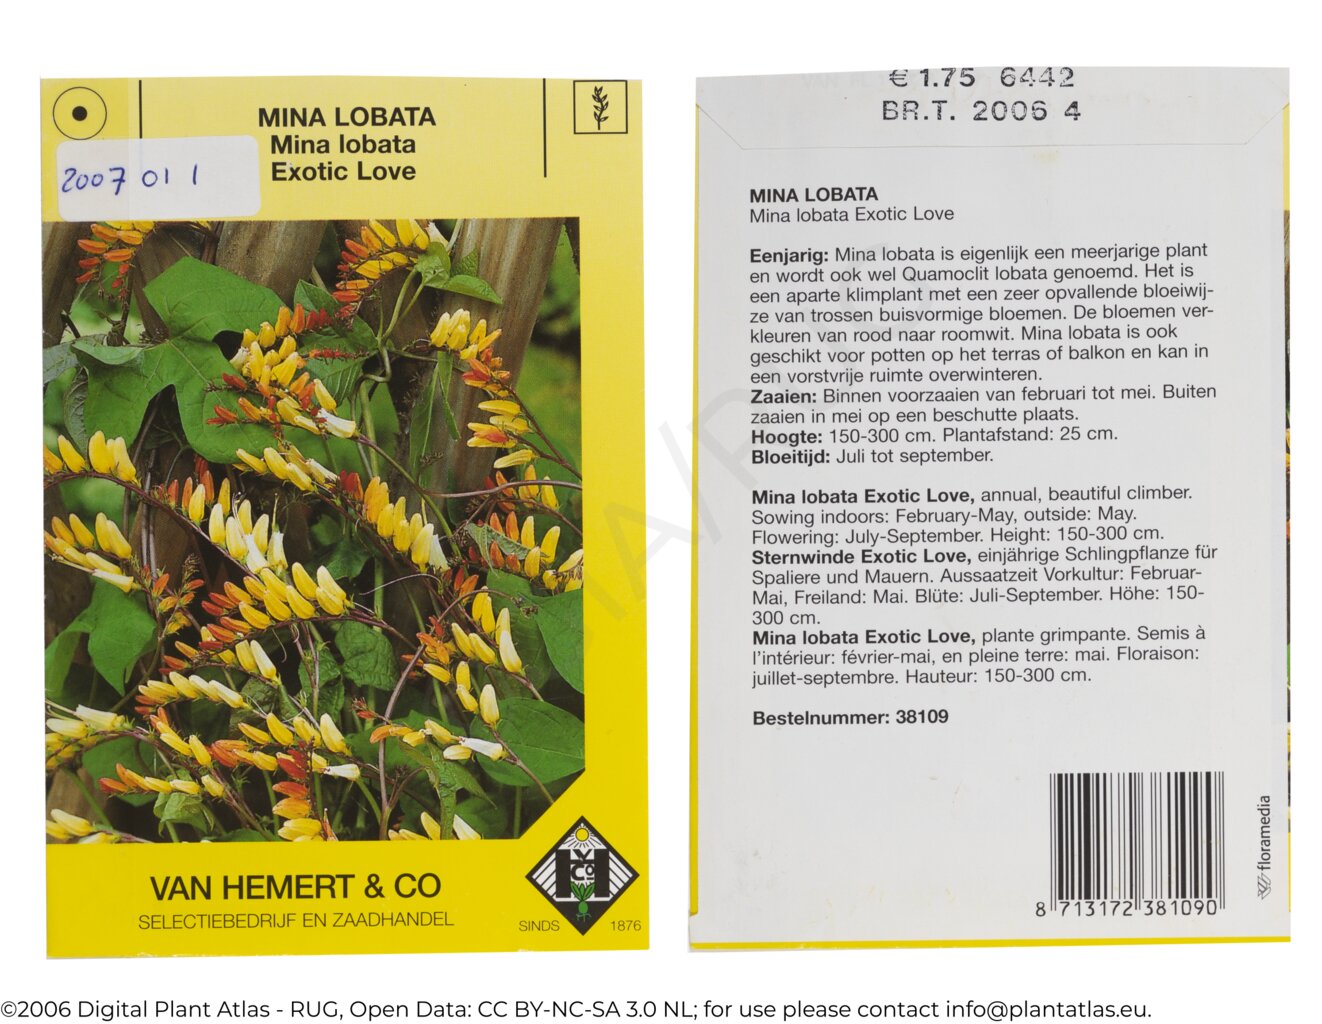 MINA LOBATA
Mina lobata
Exotic Love
2007 01 1
VAN HEMERT & CO
SELECTIEBEDRIJF EN ZAADHANDEL
H V Co
SINDS 1876
€ 1.75 6442
BR.T. 2006 4
MINA LOBATA
Mina lobata Exotic Love
Eenjarig: Mina lobata is eigenlijk een meerjarige plant
en wordt ook wel Quamoclit lobata genoemd. Het is
een aparte klimplant met een zeer opvallende bloeiwij-
ze van trossen buisvormige bloemen. De bloemen ver-
kleuren van rood naar roomwit. Mina lobata is ook
geschikt voor potten op het terras of balkon en kan in
een vorstvrije ruimte overwinteren.
Zaaien: Binnen voorzaaien van februari tot mei. Buiten
zaaien in mei op een beschutte plaats.
Hoogte: 150-300 cm. Plantafstand: 25 cm.
Bloeitijd: Juli tot september.
Mina lobata Exotic Love, annual, beautiful climber.
Sowing indoors: February-May, outside: May.
Flowering: July-September. Height: 150-300 cm.
Sternwinde Exotic Love, einjährige Schlingpflanze für
Spaliere und Mauern. Aussaatzeit Vorkultur: Februar-
Mai, Freiland: Mai. Blüte: Juli-September. Höhe: 150-
300 cm.
Mina lobata Exotic Love, plante grimpante. Semis à
l'intérieur: février-mai, en pleine terre: mai. Floraison:
juillet-septembre. Hauteur: 150-300 cm.
Bestelnummer: 38109
8 713172 381090
floramedia
©2006 Digital Plant Atlas - RUG, Open Data: CC BY-NC-SA 3.0 NL; for use please contact info@plantatlas.eu.